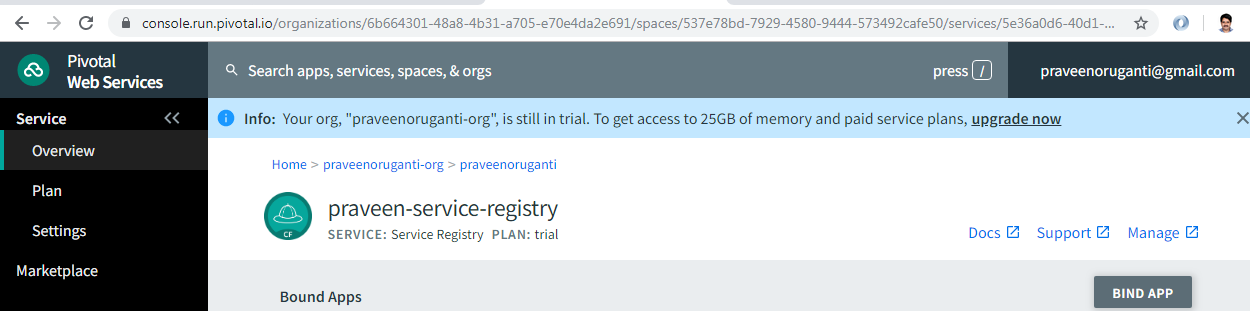 console.run.pivotal.io/organizations/6b664301-48a8-4b31-a705-e70e4da2e691/spaces/537e78bd-7929-4580-9444-573492cafe50/services/5e36a0d6-40d1-...
Pivotal
Web Services
Search apps, services, spaces, & orgs
press /
praveenoruganti@gmail.com
Service
Info: Your org, "praveenoruganti-org", is still in trial. To get access to 25GB of memory and paid service plans, upgrade now
Overview
Plan
Settings
Marketplace
Home > praveenoruganti-org > praveenoruganti
CF
praveen-service-registry
SERVICE: Service Registry PLAN: trial
Docs
Support
Manage
Bound Apps
BIND APP